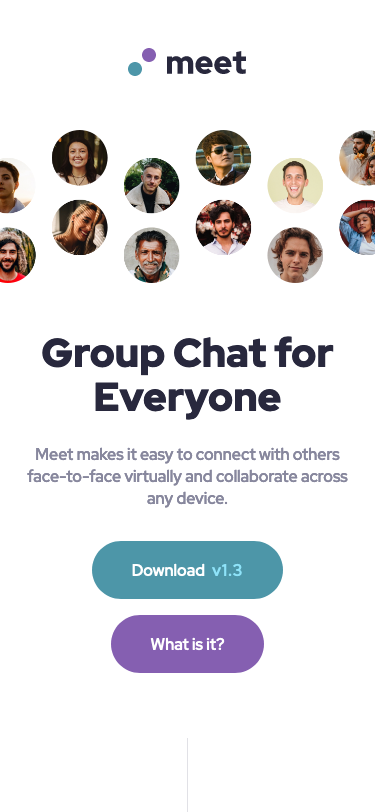 meet
Group Chat for
Everyone
Meet makes it easy to connect with others
face-to-face virtually and collaborate across
any device.
Download v1.3
What is it?